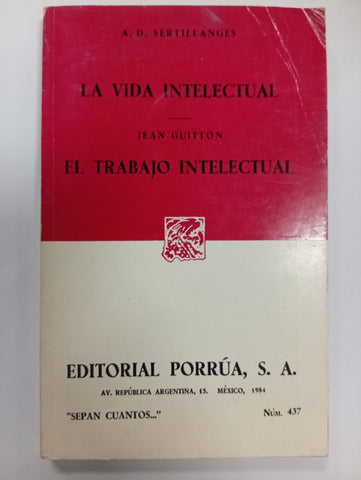 A. D. SERTILLANGES
LA VIDA INTELECTUAL
JEAN GUITTON
EL TRABAJO INTELECTUAL
EDITORIAL PORRÚA, S. A.
AV. REPÚBLICA ARGENTINA, 15. MÉXICO, 1984
"SEPAN CUANTOS..." NÚM. 437